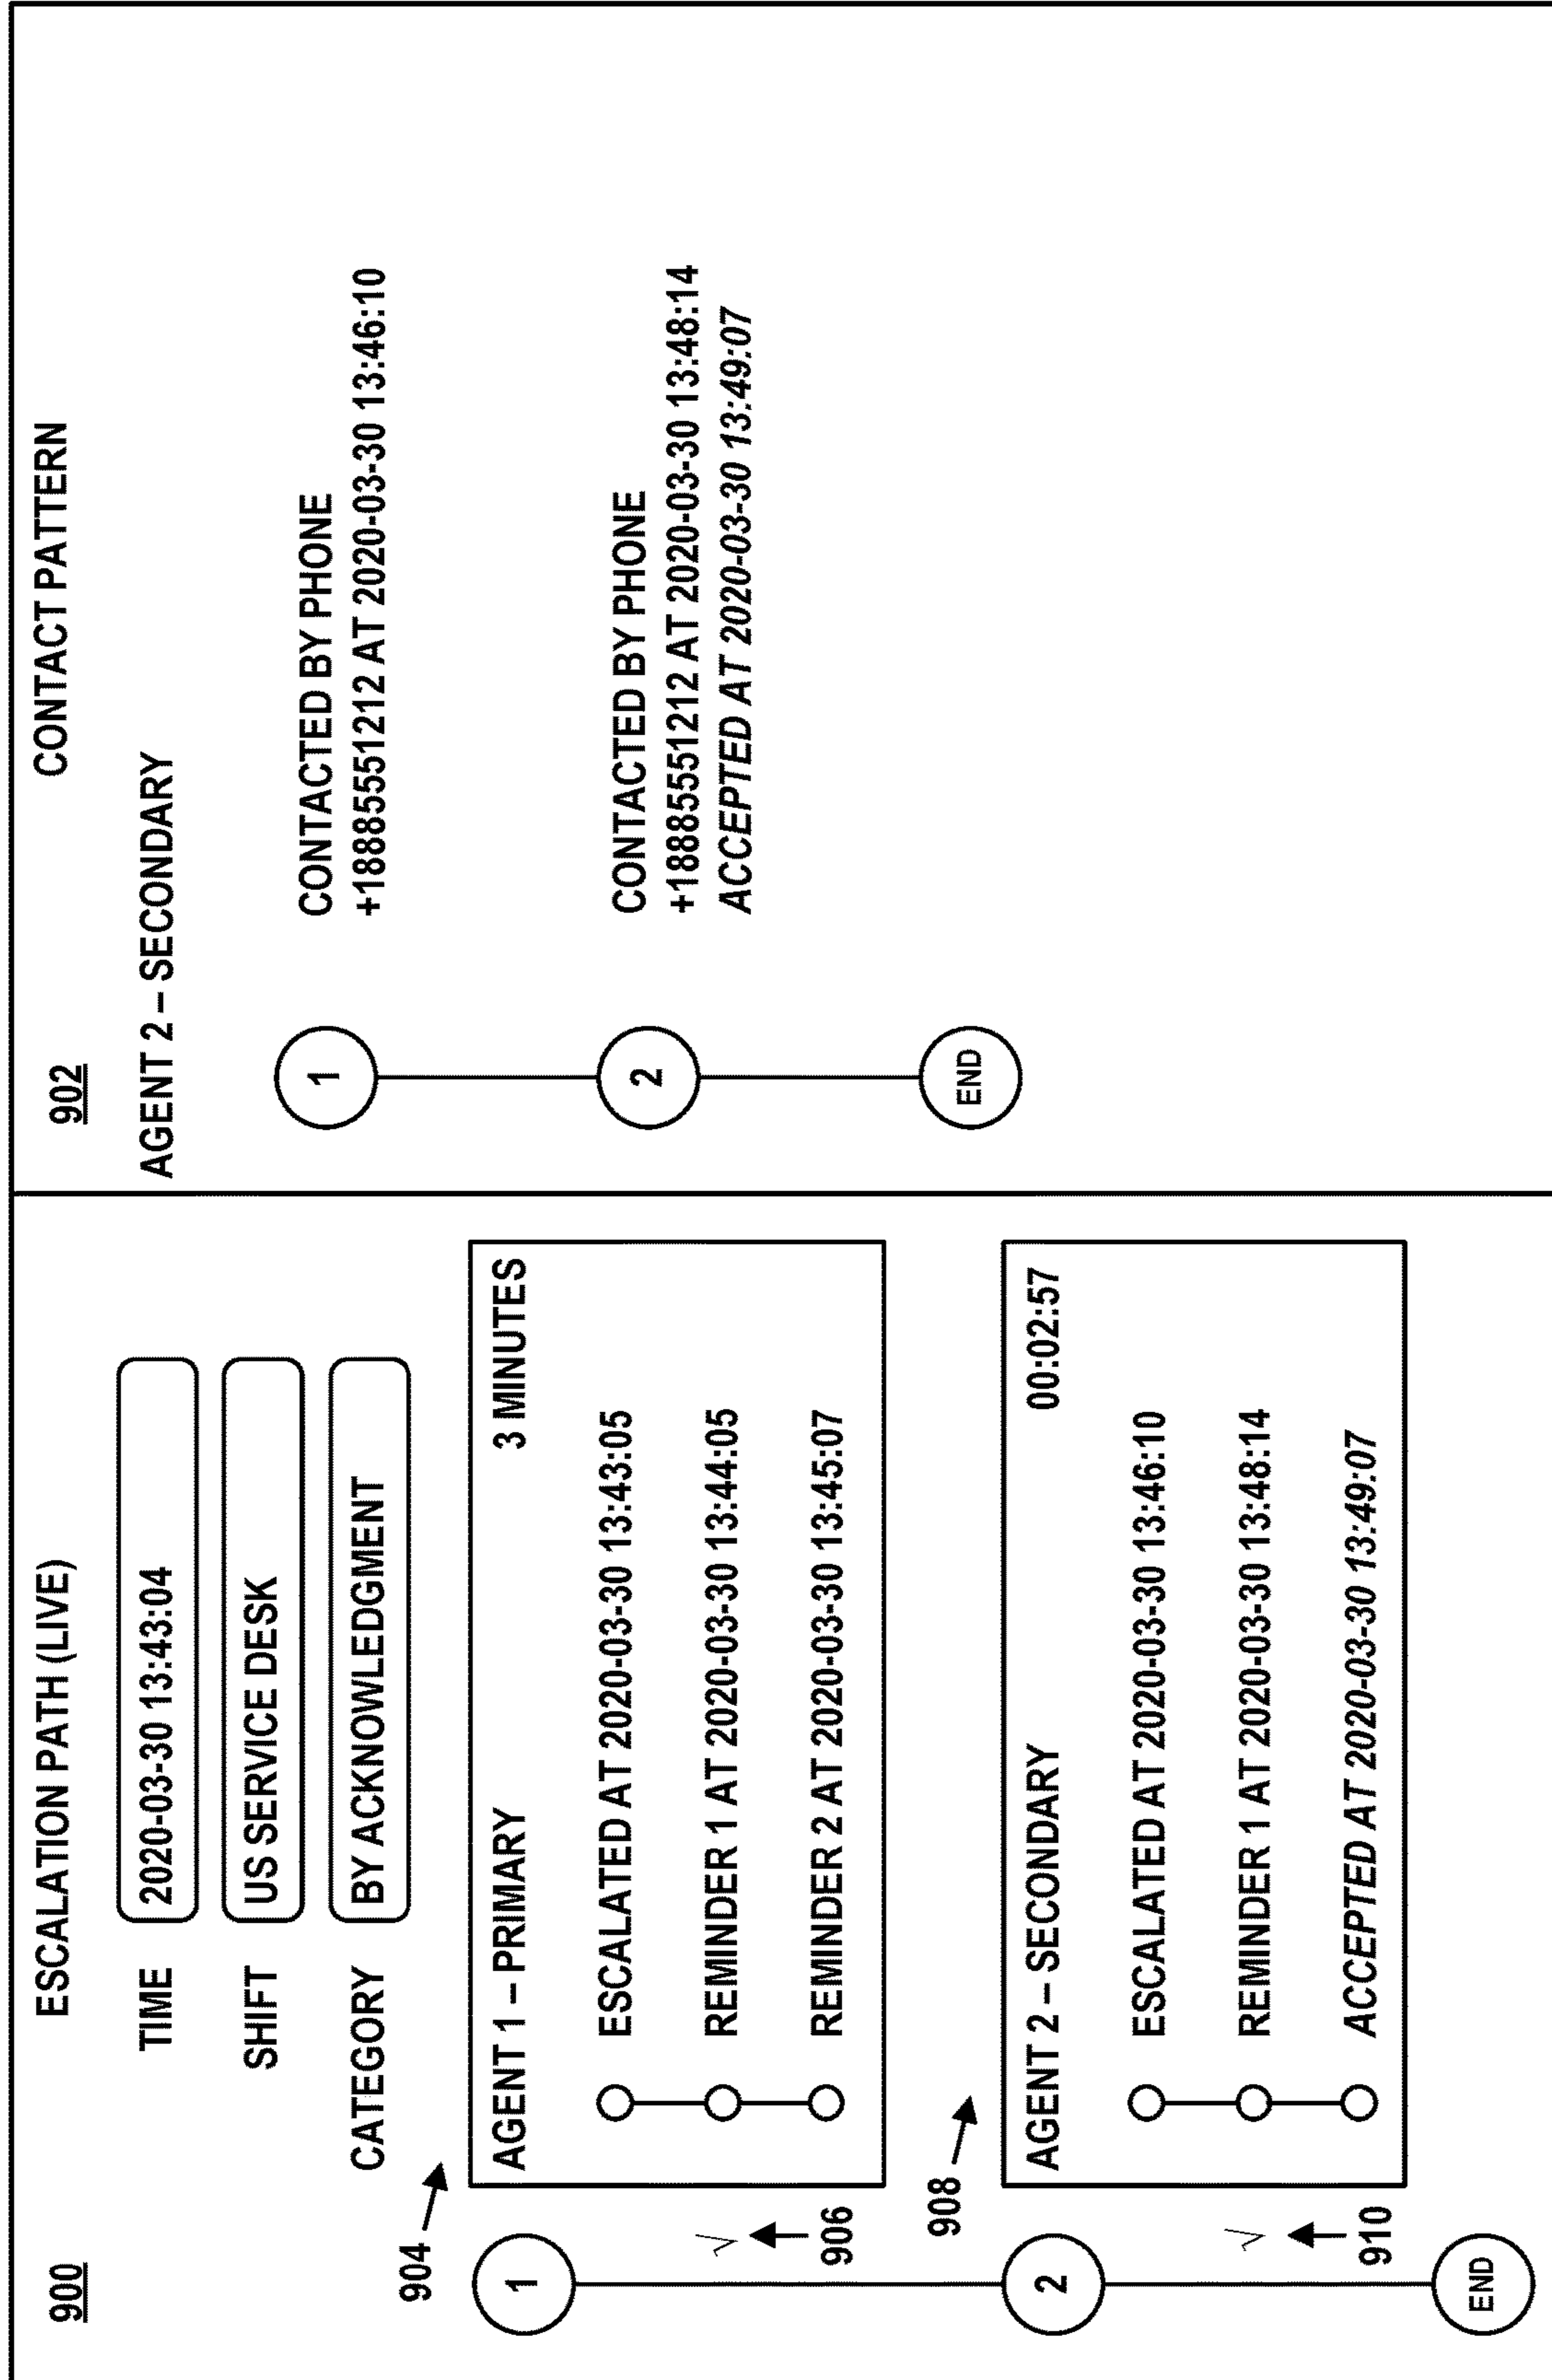 900
ESCALATION PATH (LIVE)
TIME 2020-03-30 13:43:04
SHIFT US SERVICE DESK
CATEGORY BY ACKNOWLEDGMENT
904
1
AGENT 1 – PRIMARY 3 MINUTES
ESCALATED AT 2020-03-30 13:43:05
REMINDER 1 AT 2020-03-30 13:44:05
REMINDER 2 AT 2020-03-30 13:45:07
√
906
908
2
AGENT 2 – SECONDARY 00:02:57
ESCALATED AT 2020-03-30 13:46:10
REMINDER 1 AT 2020-03-30 13:48:14
ACCEPTED AT 2020-03-30 13:49:07
√
910
END
902
CONTACT PATTERN
AGENT 2 – SECONDARY
1
CONTACTED BY PHONE
+18885551212 AT 2020-03-30 13:46:10
2
CONTACTED BY PHONE
+18885551212 AT 2020-03-30 13:48:14
ACCEPTED AT 2020-03-30 13:49:07
END